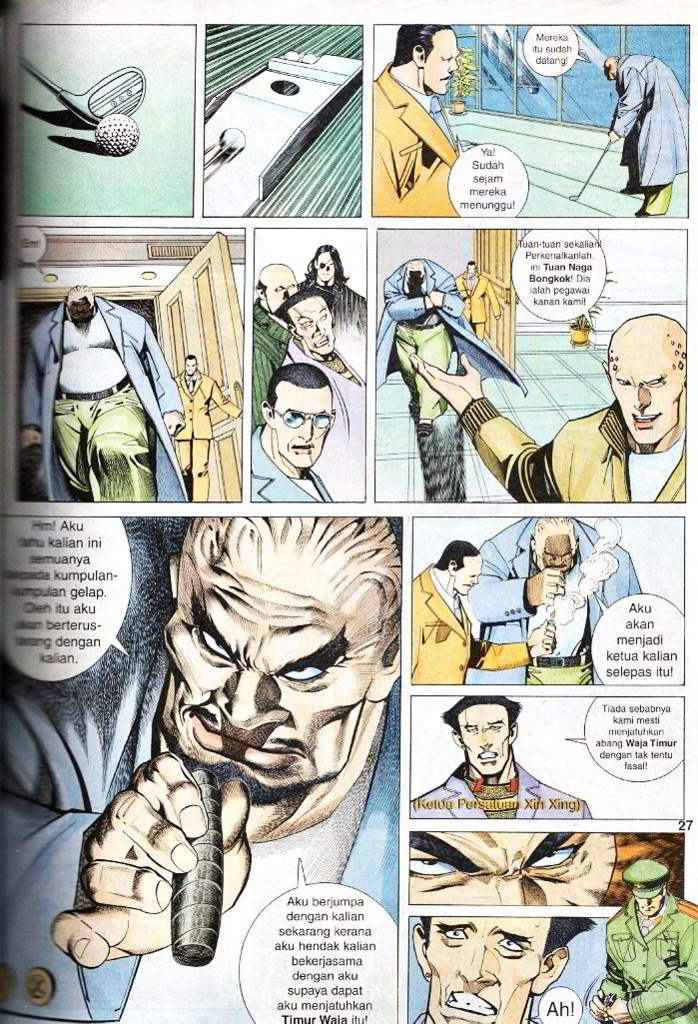 Mereka
itu sudah
datang!
Ya!
Sudah
sejam
mereka
menunggu!
Tuan-tuan sekalian!
Perkenalkanlah,
ini Tuan Naga
Bongkok! Dia
ialah pegawai
kanan kami!
Hm! Aku
tahu kalian ini
semuanya
daripada kumpulan-
kumpulan gelap.
Oleh itu aku
akan berterus-
terang dengan
kalian.
Aku berjumpa
dengan kalian
sekarang kerana
aku hendak kalian
bekerjasama
dengan aku
supaya dapat
aku menjatuhkan
Timur Waja itu!
Aku
akan
menjadi
ketua kalian
selepas itu!
Tiada sebabnya
kami mesti
menjatuhkan
abang Waja Timur
dengan tak tentu
fasal!
(Ketua Persatuan Xin Xing)
27
Ah!